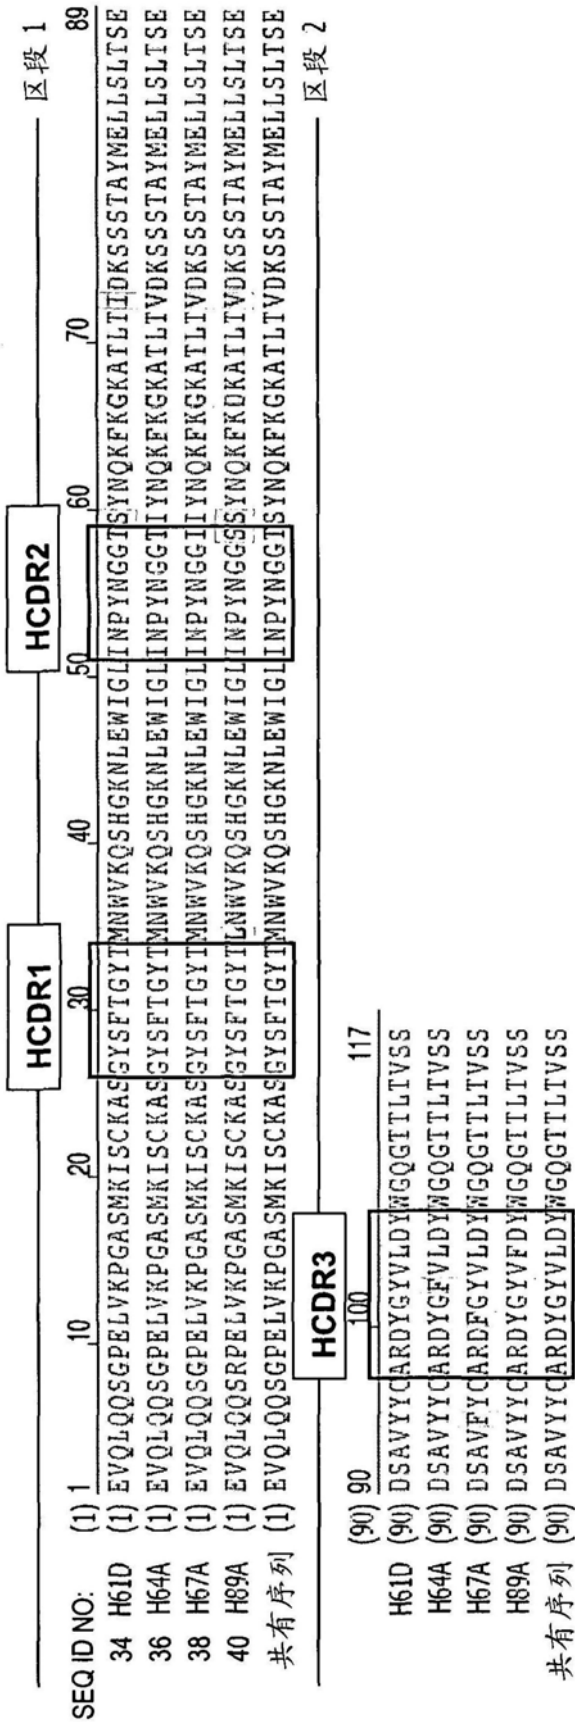 区段 1
HCDR1 HCDR2
SEQ ID NO: (1) 1 10 20 30 40 50 60 70 89
34 H61D (1) EVQLQQSGPELVKPGASMKISCKASGYSFTGYTMNWVKQSHGKNLEWIGLINPYNGGTSYNQKFKGKATLTIDKSSSTAYMELLSLTSE
36 H64A (1) EVQLQQSGPELVKPGASMKISCKASGYSFTGYTMNWVKQSHGKNLEWIGLINPYNGGTIYNQKFKGKATLTVDKSSSTAYMELLSLTSE
38 H67A (1) EVQLQQSGPELVKPGASMKISCKASGYSFTGYTMNWVKQSHGKNLEWIGLINPYNGGIIYNQKFKGKATLTVDKSSSTAYMELLSLTSE
40 H89A (1) EVQLQQSRPELVKPGASMKISCKASGYSFTGYTLNWVKQSHGKNLEWIGLINPYNGGSSYNQKFKDKATLTVDKSSSTAYMELLSLTSE
共有序列 (1) EVQLQQSGPELVKPGASMKISCKASGYSFTGYTMNWVKQSHGKNLEWIGLINPYNGGTSYNQKFKGKATLTVDKSSSTAYMELLSLTSE
区段 2
HCDR3
(90) 90 100 117
H61D (90) DSAVYYCARDYGYVLDYWGQGTTLTVSS
H64A (90) DSAVYYCARDYGFVLDYWGQGTTLTVSS
H67A (90) DSAVFYCARDFGYVLDYWGQGTTLTVSS
H89A (90) DSAVYYCARDYGYVFDYWGQGTTLTVSS
共有序列 (90) DSAVYYCARDYGYVLDYWGQGTTLTVSS